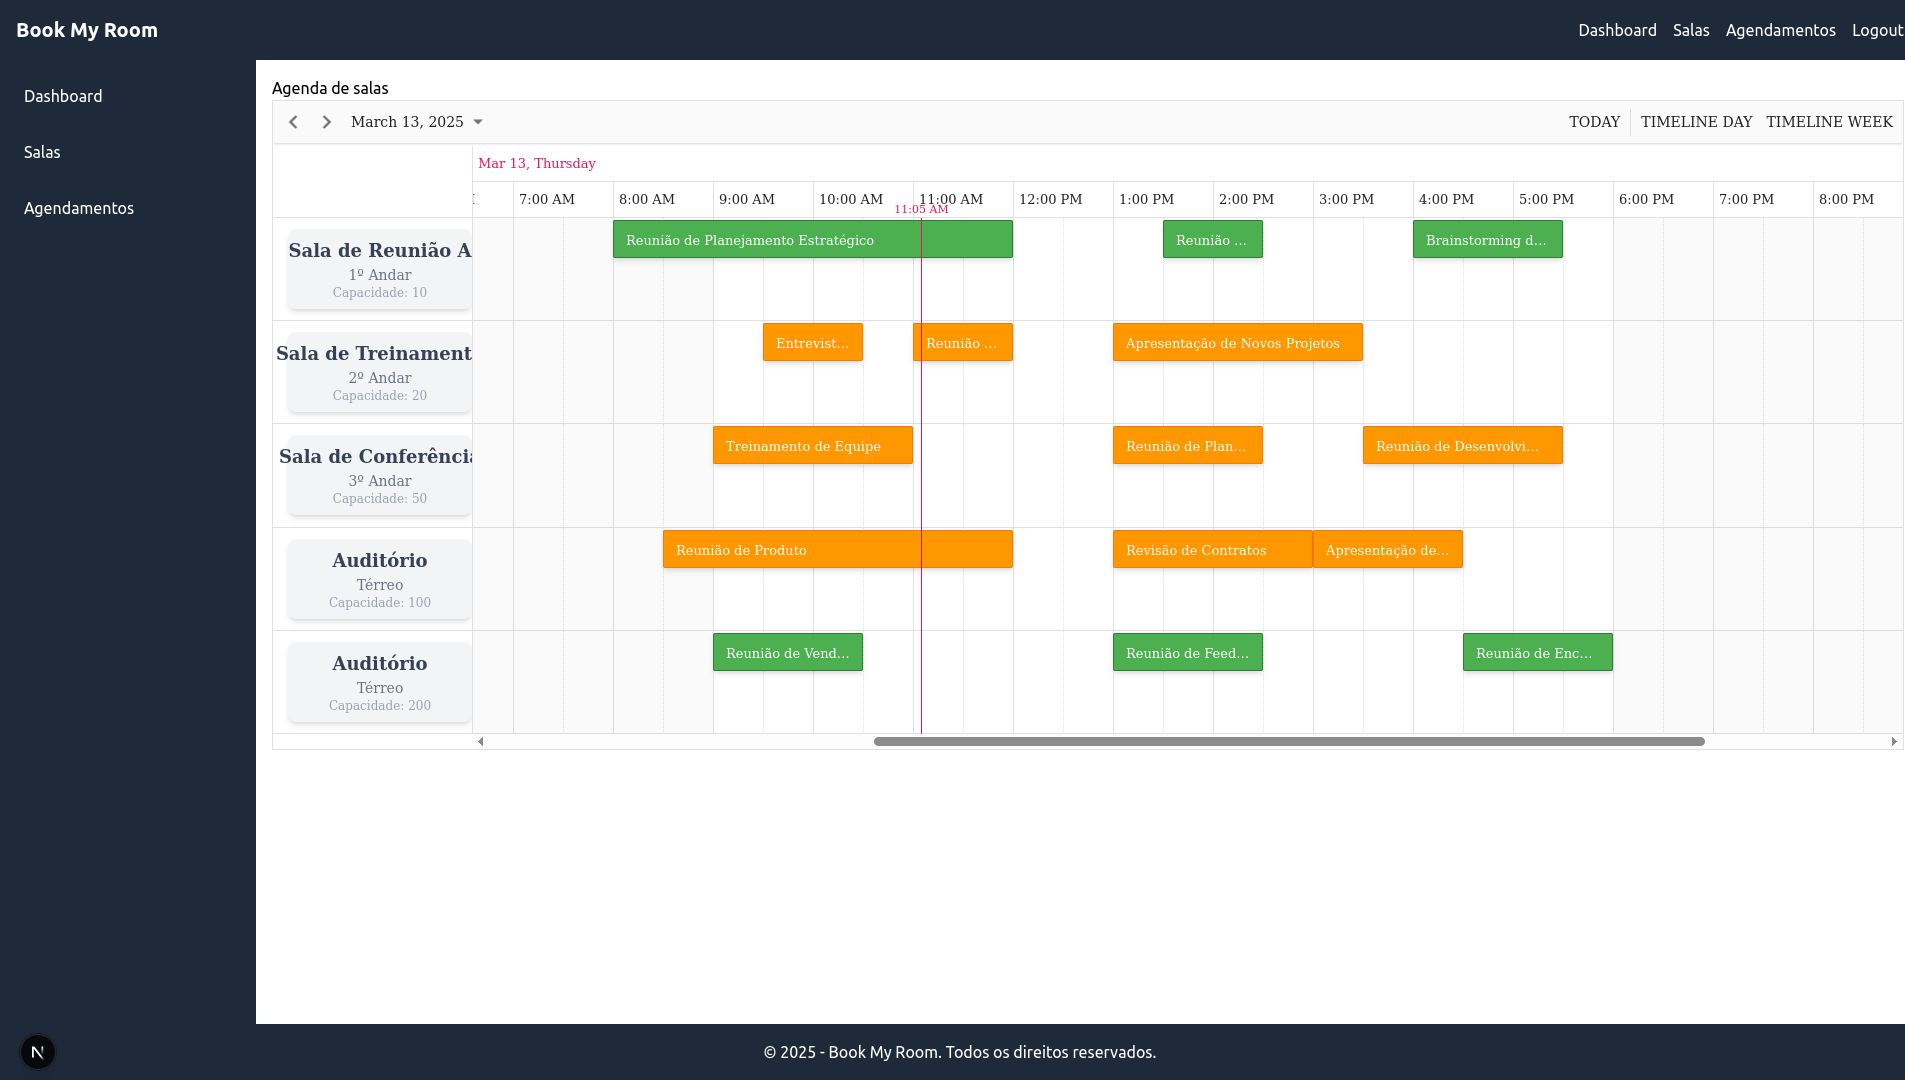 Book My Room
Dashboard Salas Agendamentos Logout
Dashboard
Salas
Agendamentos
Agenda de salas
March 13, 2025
TODAY TIMELINE DAY TIMELINE WEEK
Mar 13, Thursday
7:00 AM 8:00 AM 9:00 AM 10:00 AM 11:00 AM 12:00 PM 1:00 PM 2:00 PM 3:00 PM 4:00 PM 5:00 PM 6:00 PM 7:00 PM 8:00 PM
11:05 AM
Sala de Reunião A
1º Andar
Capacidade: 10
Reunião de Planejamento Estratégico
Reunião ...
Brainstorming d...
Sala de Treinament
2º Andar
Capacidade: 20
Entrevist...
Reunião ...
Apresentação de Novos Projetos
Sala de Conferência
3º Andar
Capacidade: 50
Treinamento de Equipe
Reunião de Plan...
Reunião de Desenvolvi...
Auditório
Térreo
Capacidade: 100
Reunião de Produto
Revisão de Contratos
Apresentação de...
Auditório
Térreo
Capacidade: 200
Reunião de Vend...
Reunião de Feed...
Reunião de Enc...
N
© 2025 - Book My Room. Todos os direitos reservados.